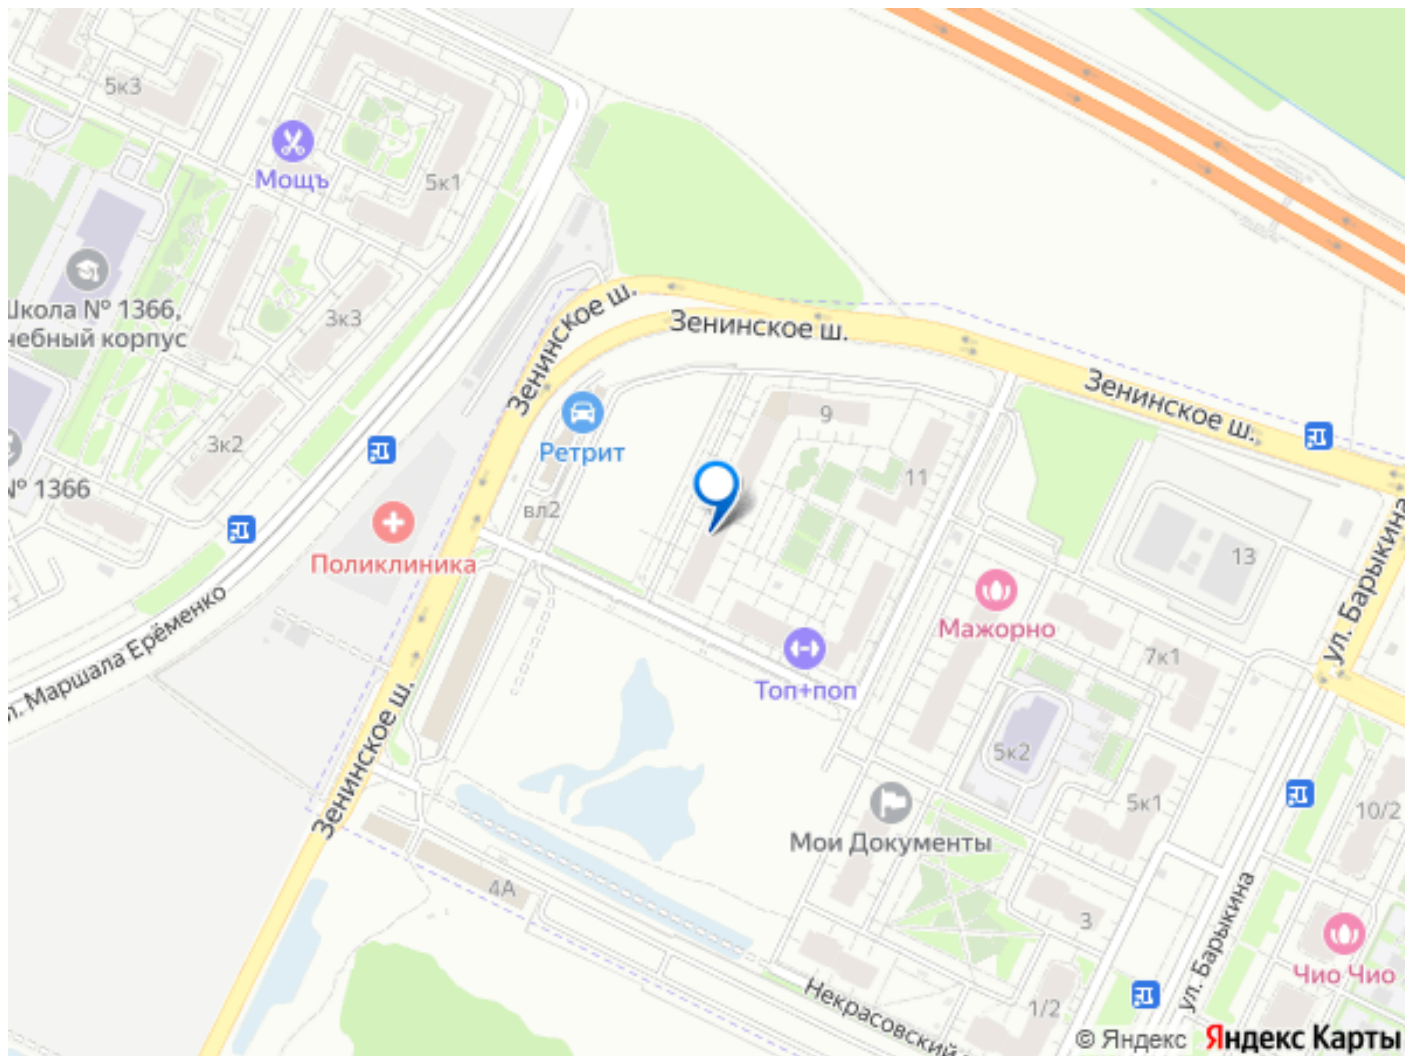 5к3
Мощъ
5к1
Школа № 1366,
чебный корпус
3к3
3к2
№ 1366
Зенинское ш.
Зенинское ш.
Зенинское ш.
9
11
Ретрит
вл2
Поликлиника
13
ул. Барыкина
Мажорно
7к1
Топ+поп
л. Маршала Ерёменко
Зенинское ш.
5к2
5к1
10/2
Мои Документы
4А
3
ул. Барыкина
Чио Чио
Некрасовский
1/2
© Яндекс Яндекс Карты